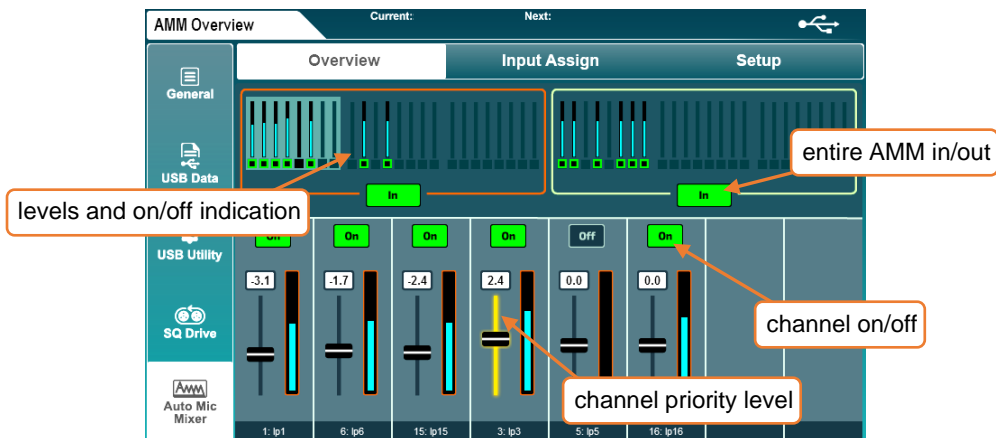 AMM Overview
Current:
Next:
Overview
Input Assign
Setup
General
USB Data
entire AMM in/out
In
In
levels and on/off indication
USB Utility
On
On
On
On
Off
On
-3.1
-1.7
-2.4
2.4
0.0
0.0
SQ Drive
channel on/off
channel priority level
Auto Mic
Mixer
1: Ip1
6: Ip6
15: Ip15
3: Ip3
5: Ip5
16: Ip16